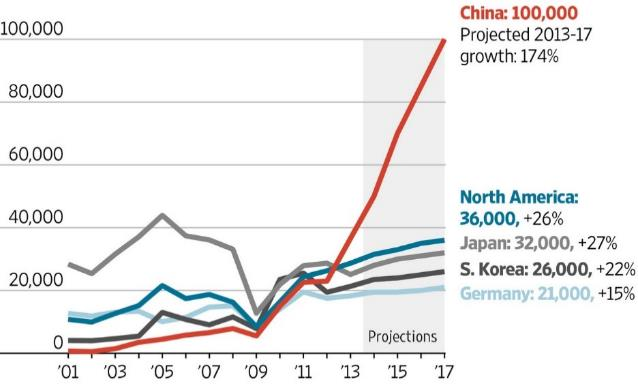 China: 100,000
Projected 2013-17
growth: 174%
100,000
80,000
60,000
40,000
20,000
0
North America:
36,000, +26%
Japan: 32,000, +27%
S. Korea: 26,000, +22%
Germany: 21,000, +15%
Projections
’01 ’03 ’05 ’07 ’09 ’11 ’13 ’15 ’17